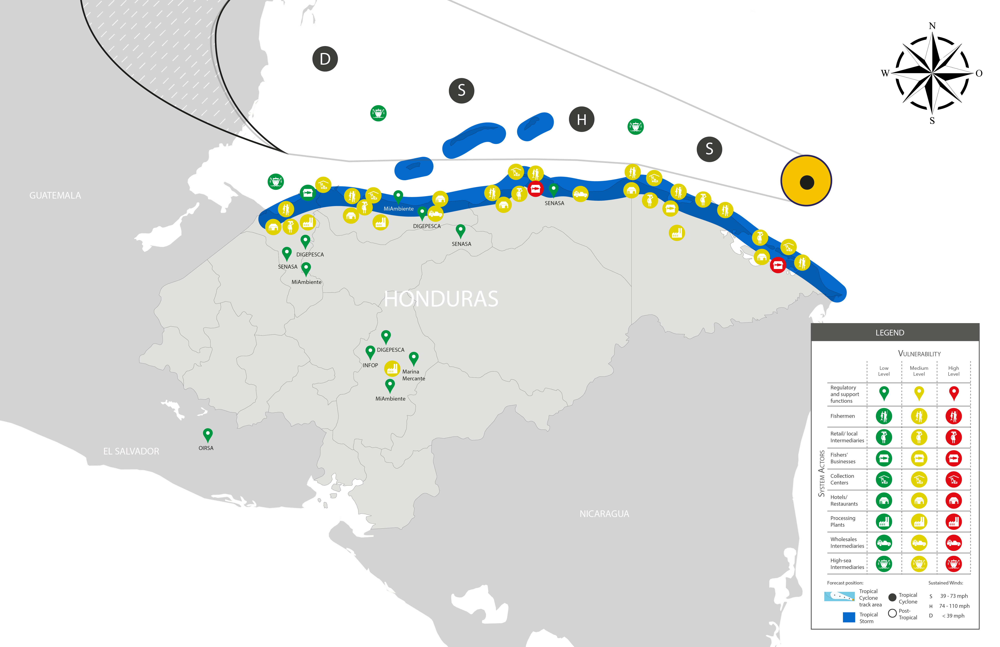 N
W
O
S
D
S
H
S
GUATEMALA
MiAmbiente
SENASA
DIGEPESCA
SENASA
DIGEPESCA
SENASA
MiAmbiente
HONDURAS
DIGEPESCA
INFOP
Marina
Mercante
MiAmbiente
OIRSA
EL SALVADOR
NICARAGUA
LEGEND
VULNERABILITY
Low
Level
Medium
Level
High
Level
SYSTEM ACTORS
Regulatory
and support
functions
Fishermen
Retail/ local
Intermediaries
Fishers’
Businesses
Collection
Centers
Hotels/
Restaurants
Processing
Plants
Wholesales
Intermediaries
High-sea
Intermediaries
Forecast position:
Tropical
Cyclone
track area
Tropical
Storm
Tropical
Cyclone
Post-
Tropical
Sustained Winds:
S 39 - 73 mph
H 74 - 110 mph
D < 39 mph